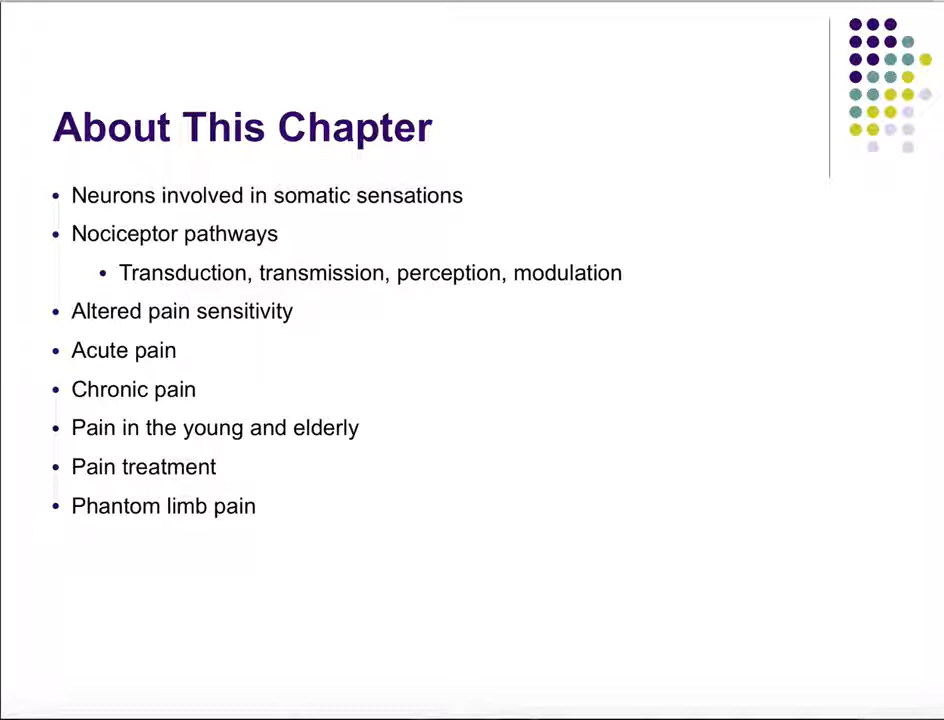 About This Chapter
• Neurons involved in somatic sensations
• Nociceptor pathways
• Transduction, transmission, perception, modulation
• Altered pain sensitivity
• Acute pain
• Chronic pain
• Pain in the young and elderly
• Pain treatment
• Phantom limb pain